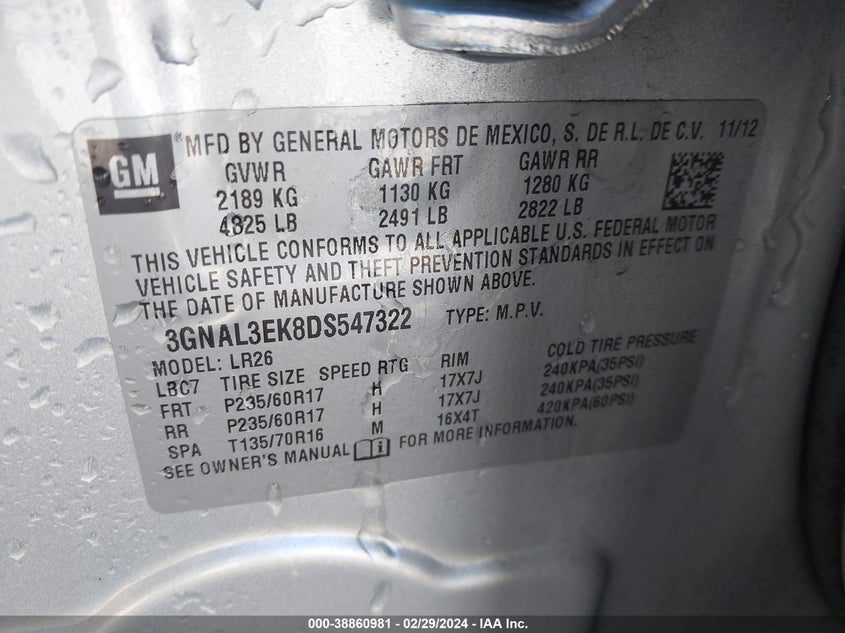 GM
® MFD BY GENERAL MOTORS DE MEXICO, S. DE R.L. DE C.V. 11/12
GVWR GAWR FRT GAWR RR
2189 KG 1130 KG 1280 KG
4825 LB 2491 LB 2822 LB
THIS VEHICLE CONFORMS TO ALL APPLICABLE U.S. FEDERAL MOTOR
VEHICLE SAFETY AND THEFT PREVENTION STANDARDS IN EFFECT ON
THE DATE OF MANUFACTURE SHOWN ABOVE.
3GNAL3EK8DS547322 TYPE: M.P.V.
MODEL: LR26
LBC7 TIRE SIZE SPEED RTG RIM COLD TIRE PRESSURE
FRT P235/60R17 H 17X7J 240KPA(35PSI)
RR P235/60R17 H 17X7J 240KPA(35PSI)
SPA T135/70R16 M 16X4T 420KPA(60PSI)
SEE OWNER'S MANUAL FOR MORE INFORMATION.
000-38860981 - 02/29/2024 - IAA Inc.